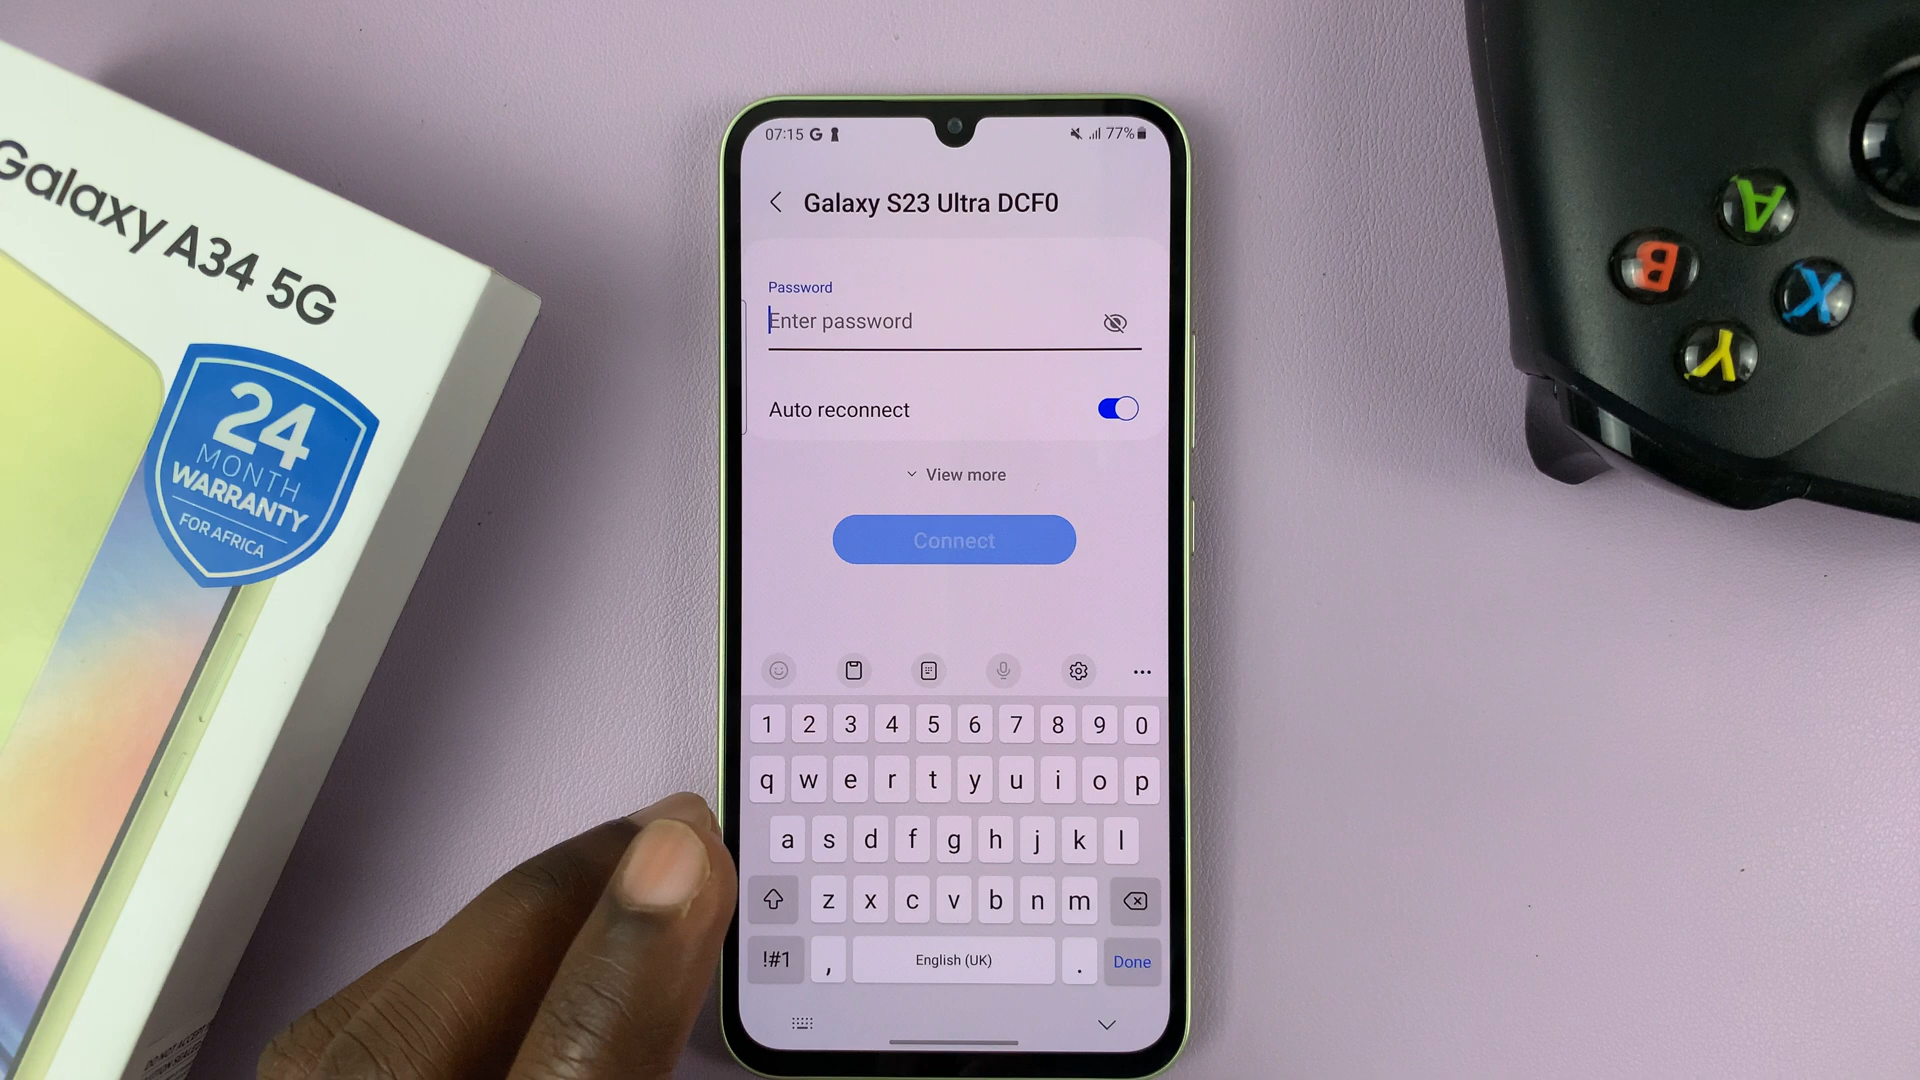 Galaxy A34 5G
24
MONTH
WARRANTY
FOR AFRICA
07:15 G 77%
Galaxy S23 Ultra DCF0
Password
Enter password
Auto reconnect
View more
Connect
1 2 3 4 5 6 7 8 9 0
q w e r t y u i o p
a s d f g h j k l
z x c v b n m
!#1 , English (UK) . Done
A
B
X
Y